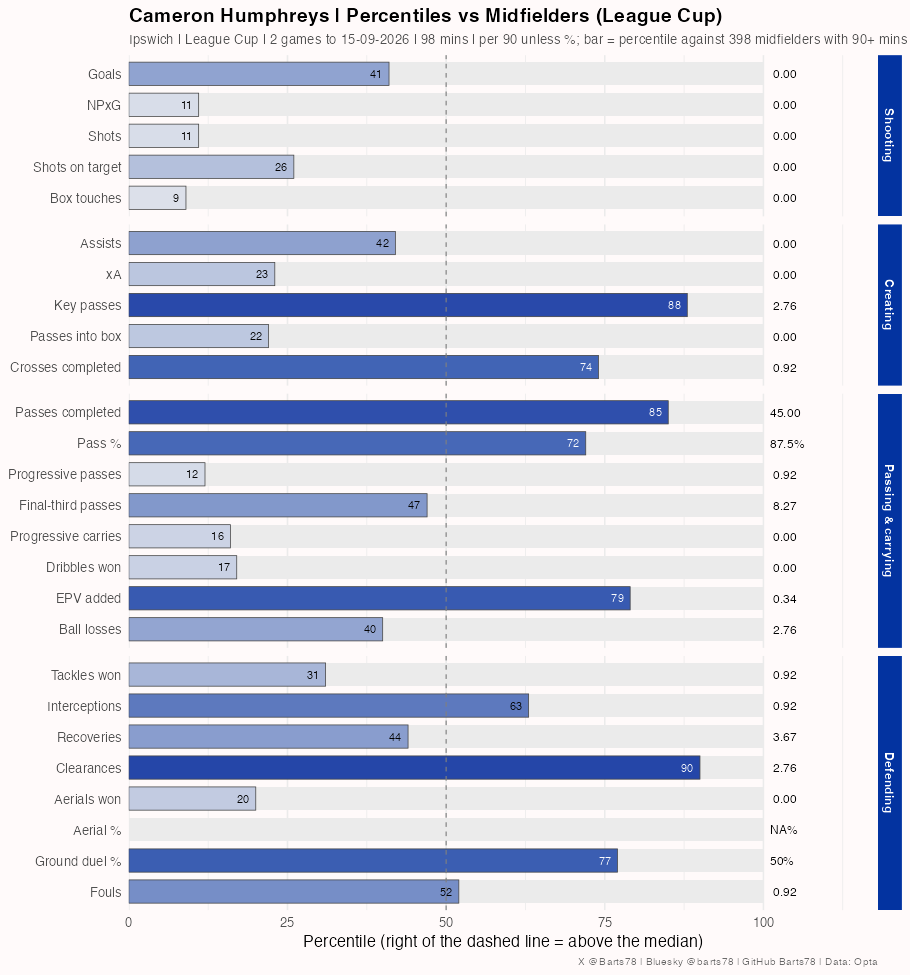 Cameron Humphreys | Percentiles vs Midfielders (League Cup)
Ipswich | League Cup | 2 games to 15-09-2026 | 98 mins | per 90 unless %; bar = percentile against 398 midfielders with 90+ mins
Goals 41 0.00
NPxG 11 0.00
Shots 11 0.00
Shots on target 26 0.00
Box touches 9 0.00
Shooting
Assists 42 0.00
xA 23 0.00
Key passes 88 2.76
Passes into box 22 0.00
Crosses completed 74 0.92
Creating
Passes completed 85 45.00
Pass % 72 87.5%
Progressive passes 12 0.92
Final-third passes 47 8.27
Progressive carries 16 0.00
Dribbles won 17 0.00
EPV added 79 0.34
Ball losses 40 2.76
Passing & carrying
Tackles won 31 0.92
Interceptions 63 0.92
Recoveries 44 3.67
Clearances 90 2.76
Aerials won 20 0.00
Aerial % NA%
Ground duel % 77 50%
Fouls 52 0.92
Defending
0 25 50 75 100
Percentile (right of the dashed line = above the median)
X @Barts78 | Bluesky @barts78 | GitHub Barts78 | Data: Opta